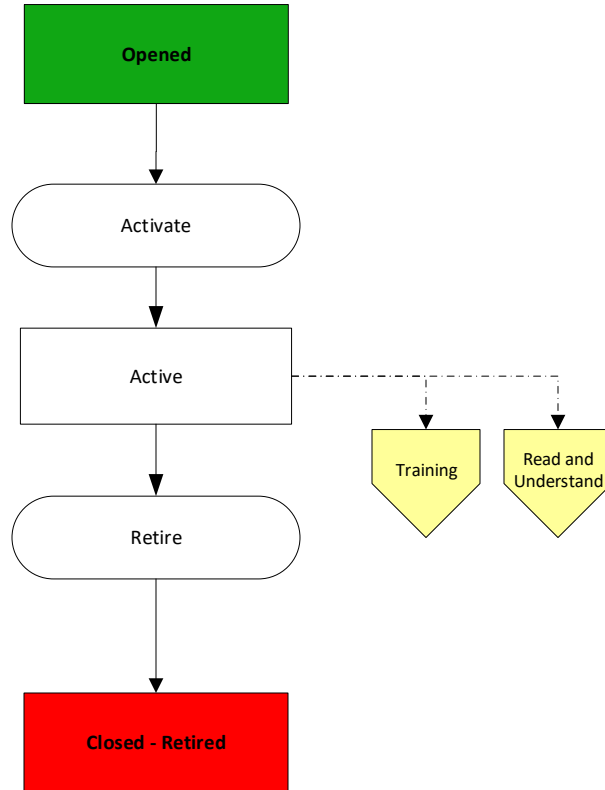 Opened
Activate
Active
Training
Read and
Understand
Retire
Closed - Retired